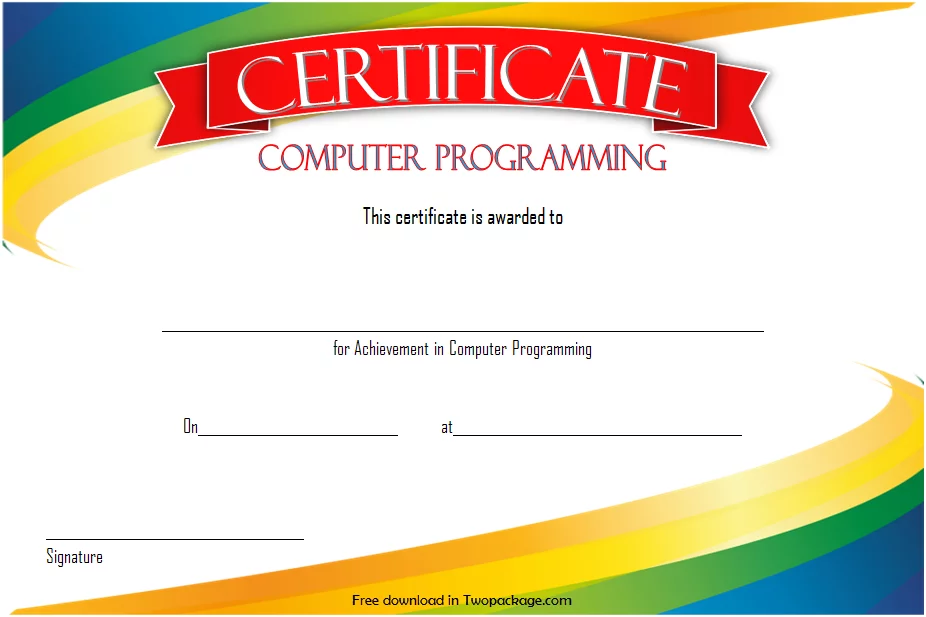 CERTIFICATE
COMPUTER PROGRAMMING
This certificate is awarded to
for Achievement in Computer Programming
On at
Signature
Free download in Twopackage.com